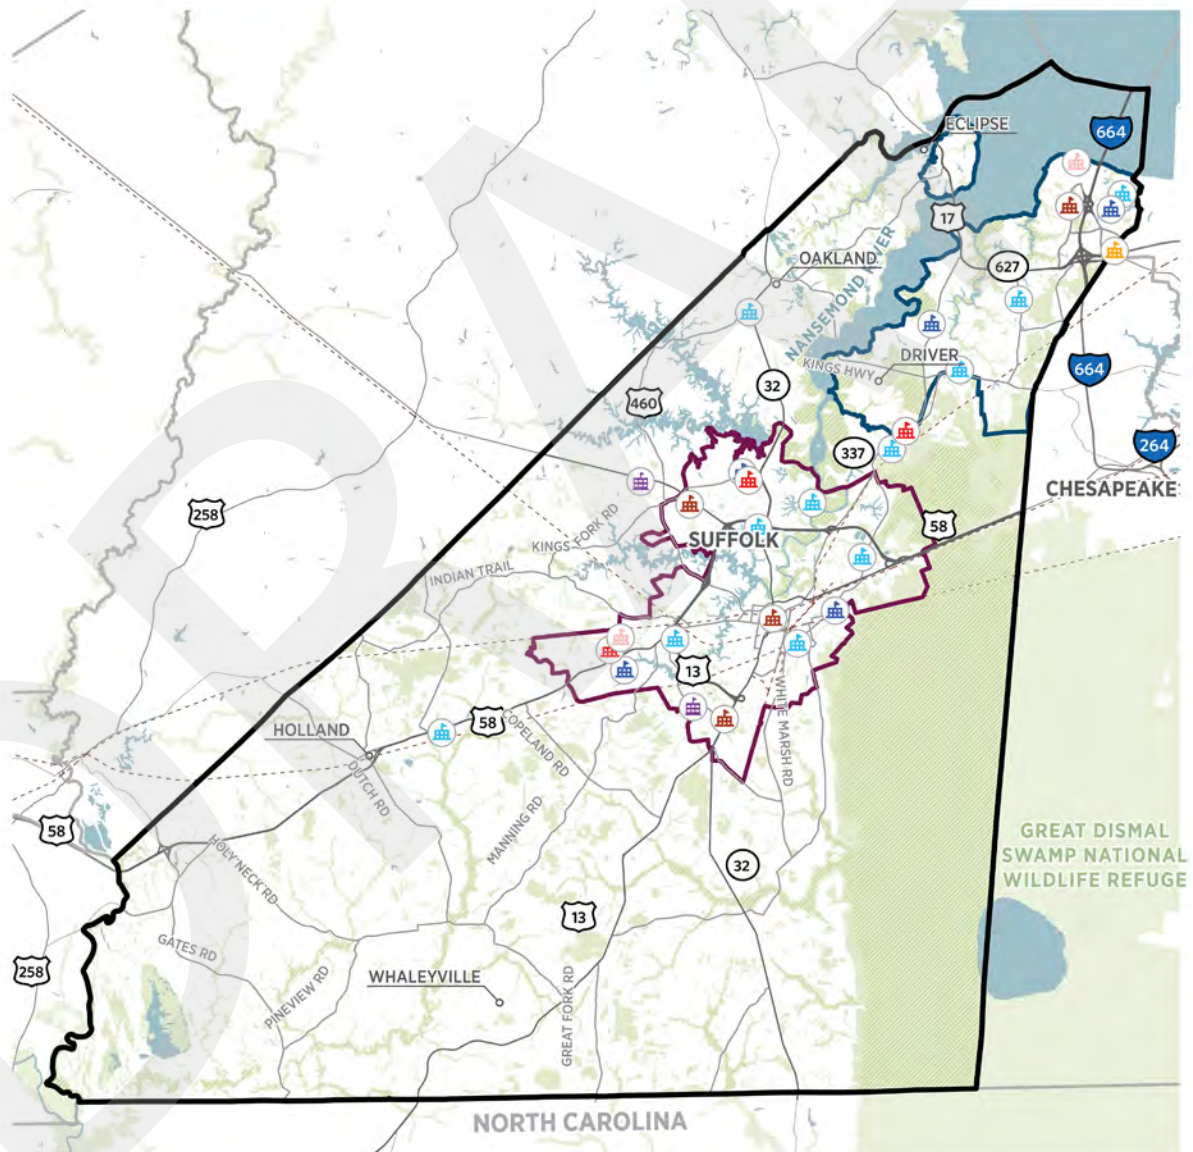 ECLIPSE
664
17
OAKLAND
627
NANSEMOND RIVER
DRIVER
KINGS HWY
664
32
460
264
337
CHESAPEAKE
258
58
KINGS FORK RD
SUFFOLK
INDIAN TRAIL
13
58
HOLLAND
COPELAND RD
WHITE MARSH RD
DUTCH RD
58
MANNING RD
GREAT DISMAL
SWAMP NATIONAL
WILDLIFE REFUGE
HOLY NECK RD
32
13
GATES RD
258
WHALEYVILLE
PINEVIEW RD
GREAT FORK RD
NORTH CAROLINA
DRAFT